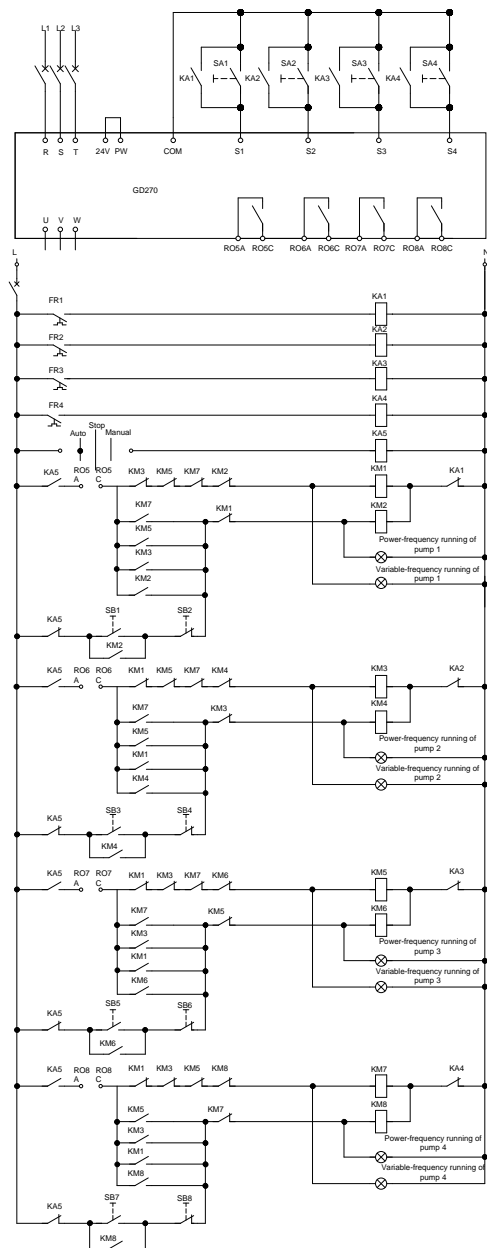 L1 L2 L3
SA1 SA2 SA3 SA4
KA1 KA2 KA3 KA4
R S T 24V PW COM S1 S2 S3 S4
GD270
U V W
RO5A RO5C RO6A RO6C RO7A RO7C RO8A RO8C
L N
FR1 KA1
FR2 KA2
FR3 KA3
FR4 KA4
Stop
Auto Manual KA5
KA5 RO5 RO5 KM3 KM5 KM7 KM2 KM1 KA1
A C
KM7 KM1 KM2
KM5
Power-frequency running of
pump 1
KM3
Variable-frequency running of
pump 1
KM2
KA5 SB1 SB2
KM2
KA5 RO6 RO6 KM1 KM5 KM7 KM4 KM3 KA2
A C
KM7 KM3 KM4
KM5
Power-frequency running of
pump 2
KM1
Variable-frequency running of
pump 2
KM4
KA5 SB3 SB4
KM4
KA5 RO7 RO7 KM1 KM3 KM7 KM6 KM5 KA3
A C
KM7 KM5 KM6
KM3
Power-frequency running of
pump 3
KM1
Variable-frequency running of
pump 3
KM6
KA5 SB5 SB6
KM6
KA5 RO8 RO8 KM1 KM3 KM5 KM8 KM7 KA4
A C
KM5 KM7 KM8
KM3
Power-frequency running of
pump 4
KM1
Variable-frequency running of
pump 4
KM8
KA5 SB7 SB8
KM8